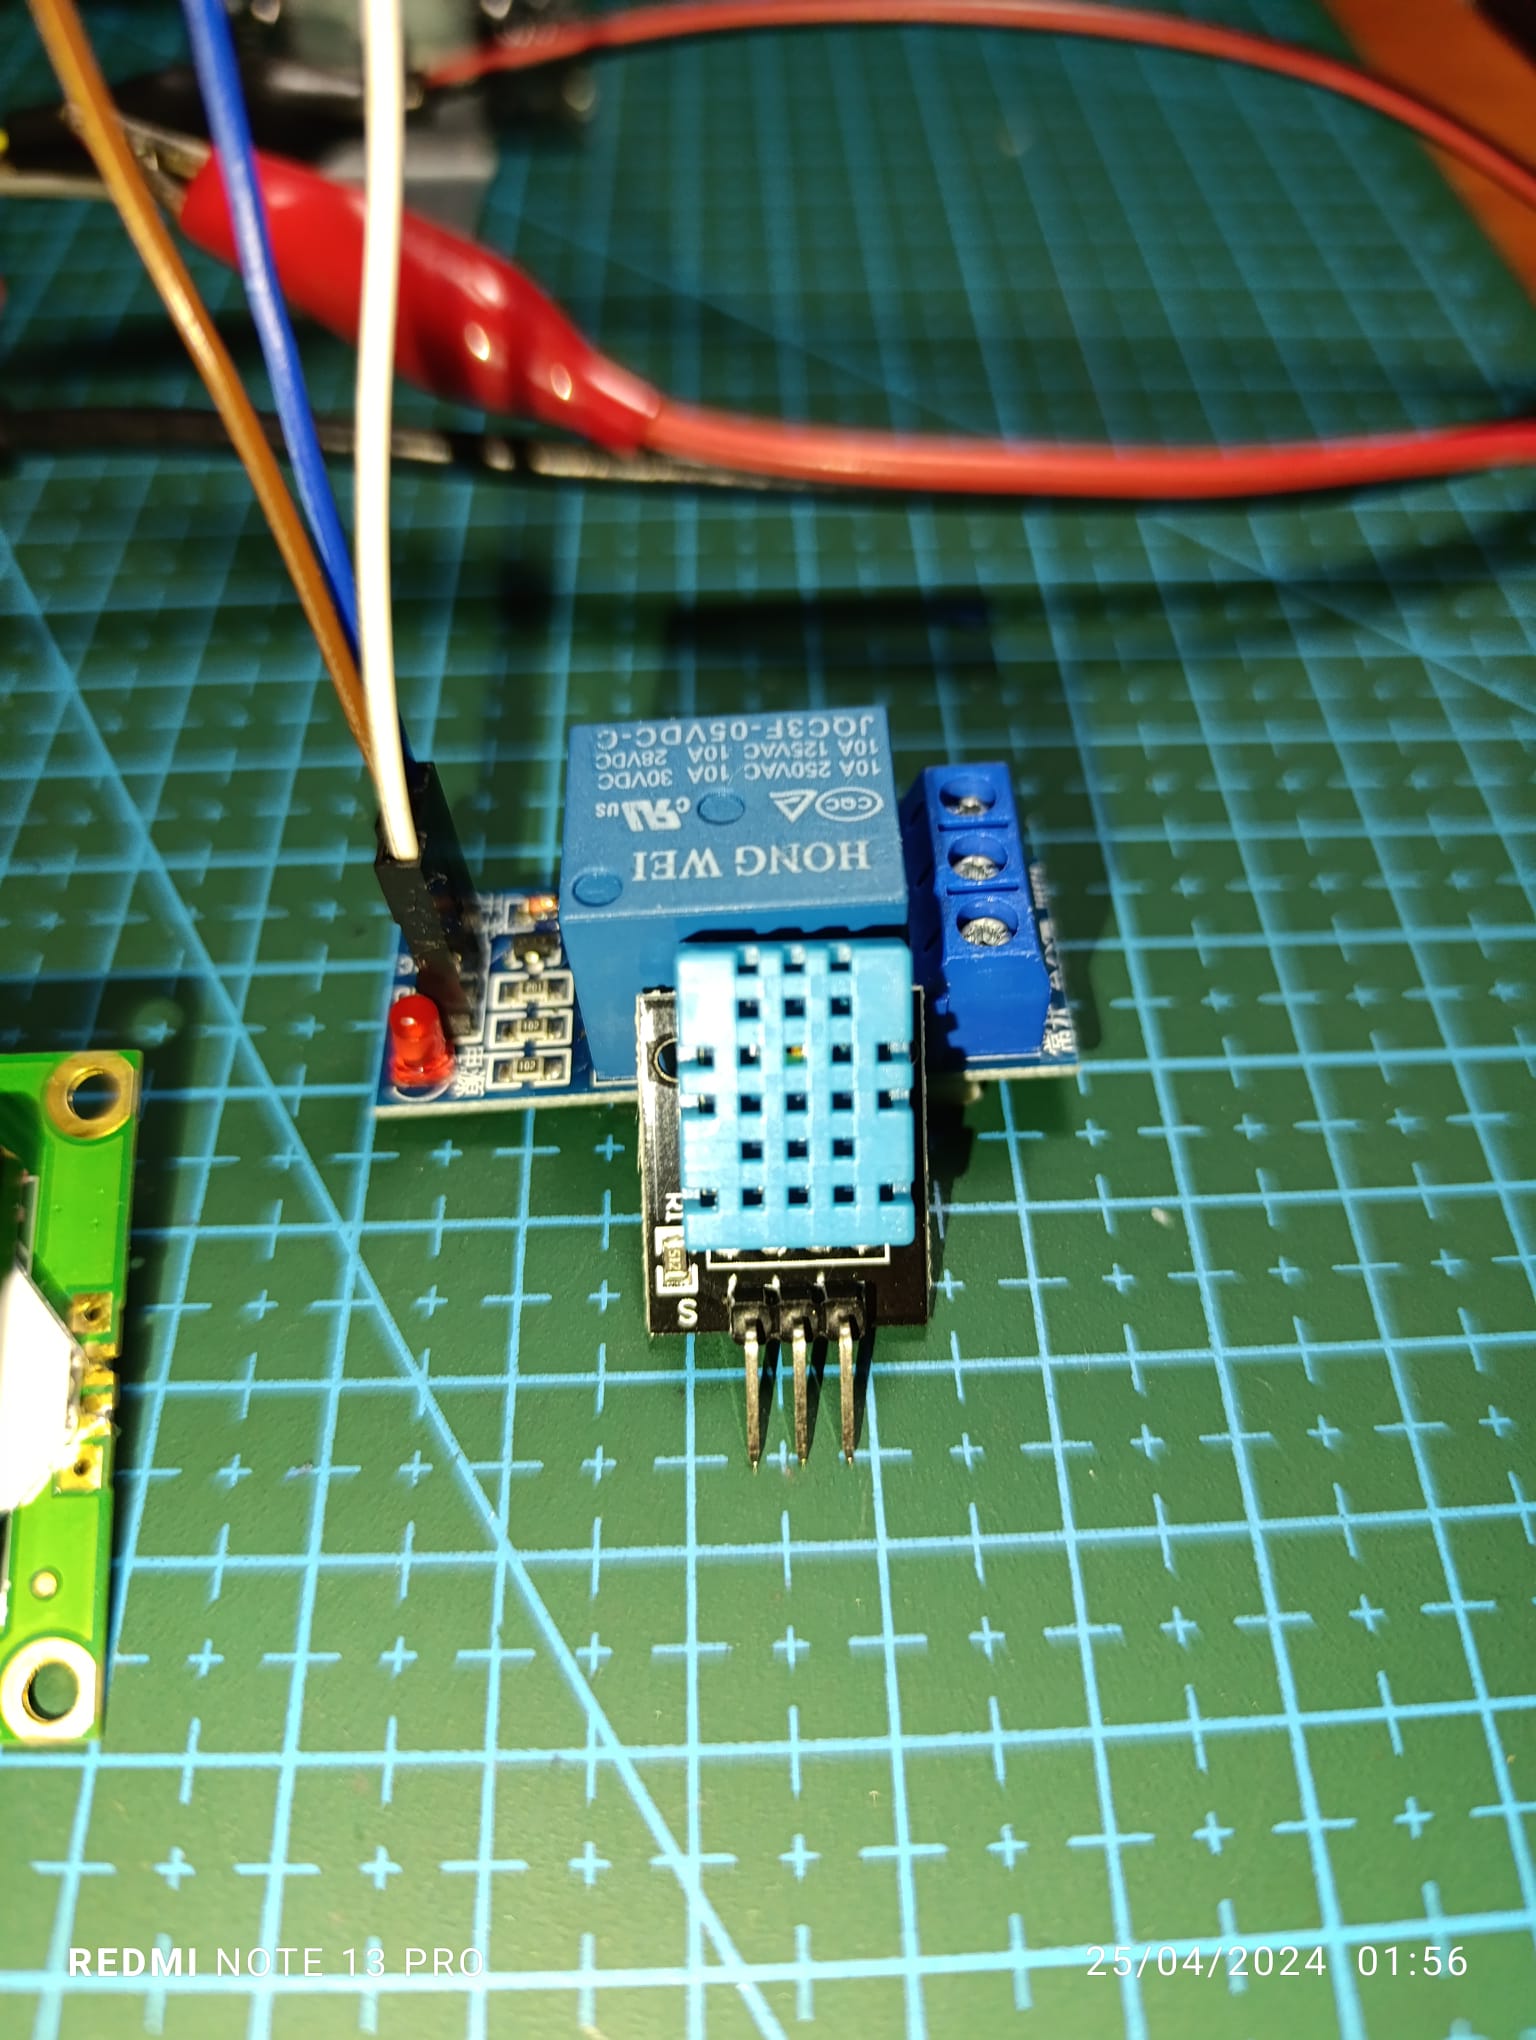 HONG WEI
CQC c RU US
10A 250VAC 10A 30VDC
10A 125VAC 10A 28VDC
JQC3F-05VDC-C
102
102
S
REDMI NOTE 13 PRO
25/04/2024 01:56